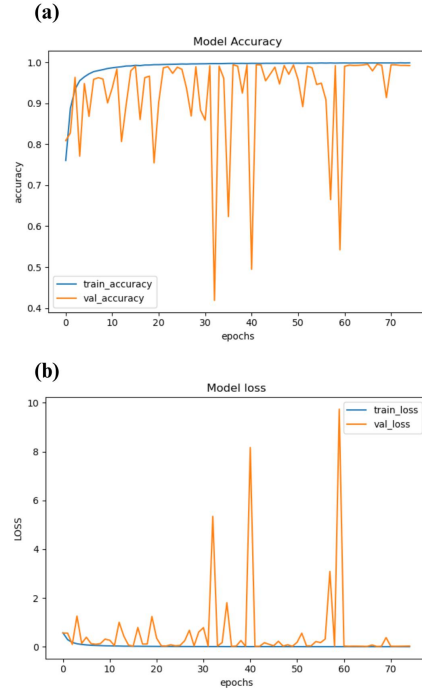 (a)
Model Accuracy
1.0
0.9
0.8
0.7
0.6
0.5
0.4
accuracy
train_accuracy
val_accuracy
0 10 20 30 40 50 60 70
epochs
(b)
Model loss
10
8
6
4
2
0
LOSS
train_loss
val_loss
0 10 20 30 40 50 60 70
epochs